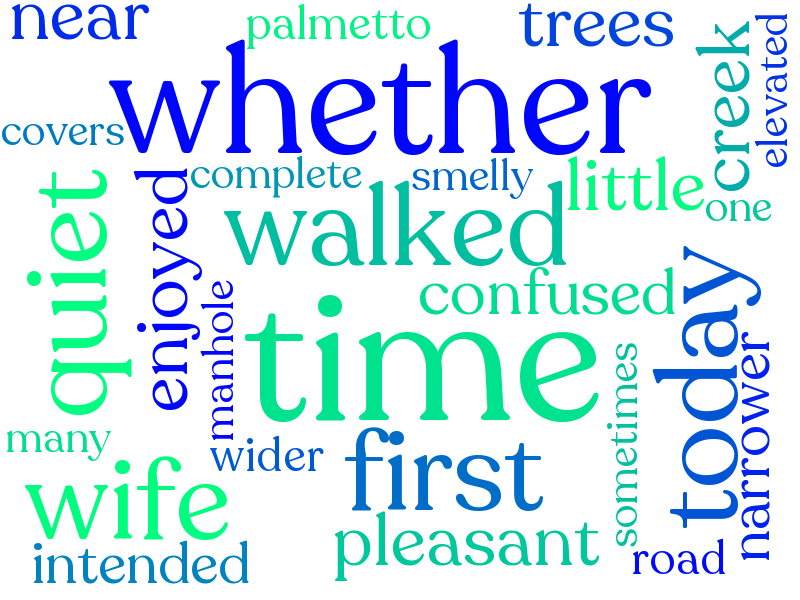 near
palmetto
trees
creek
elevated
whether
covers
complete
smelly
little
one
quiet
enjoyed
walked
manhole
confused
today
time
sometimes
narrower
many
wider
first
wife
pleasant
intended
road